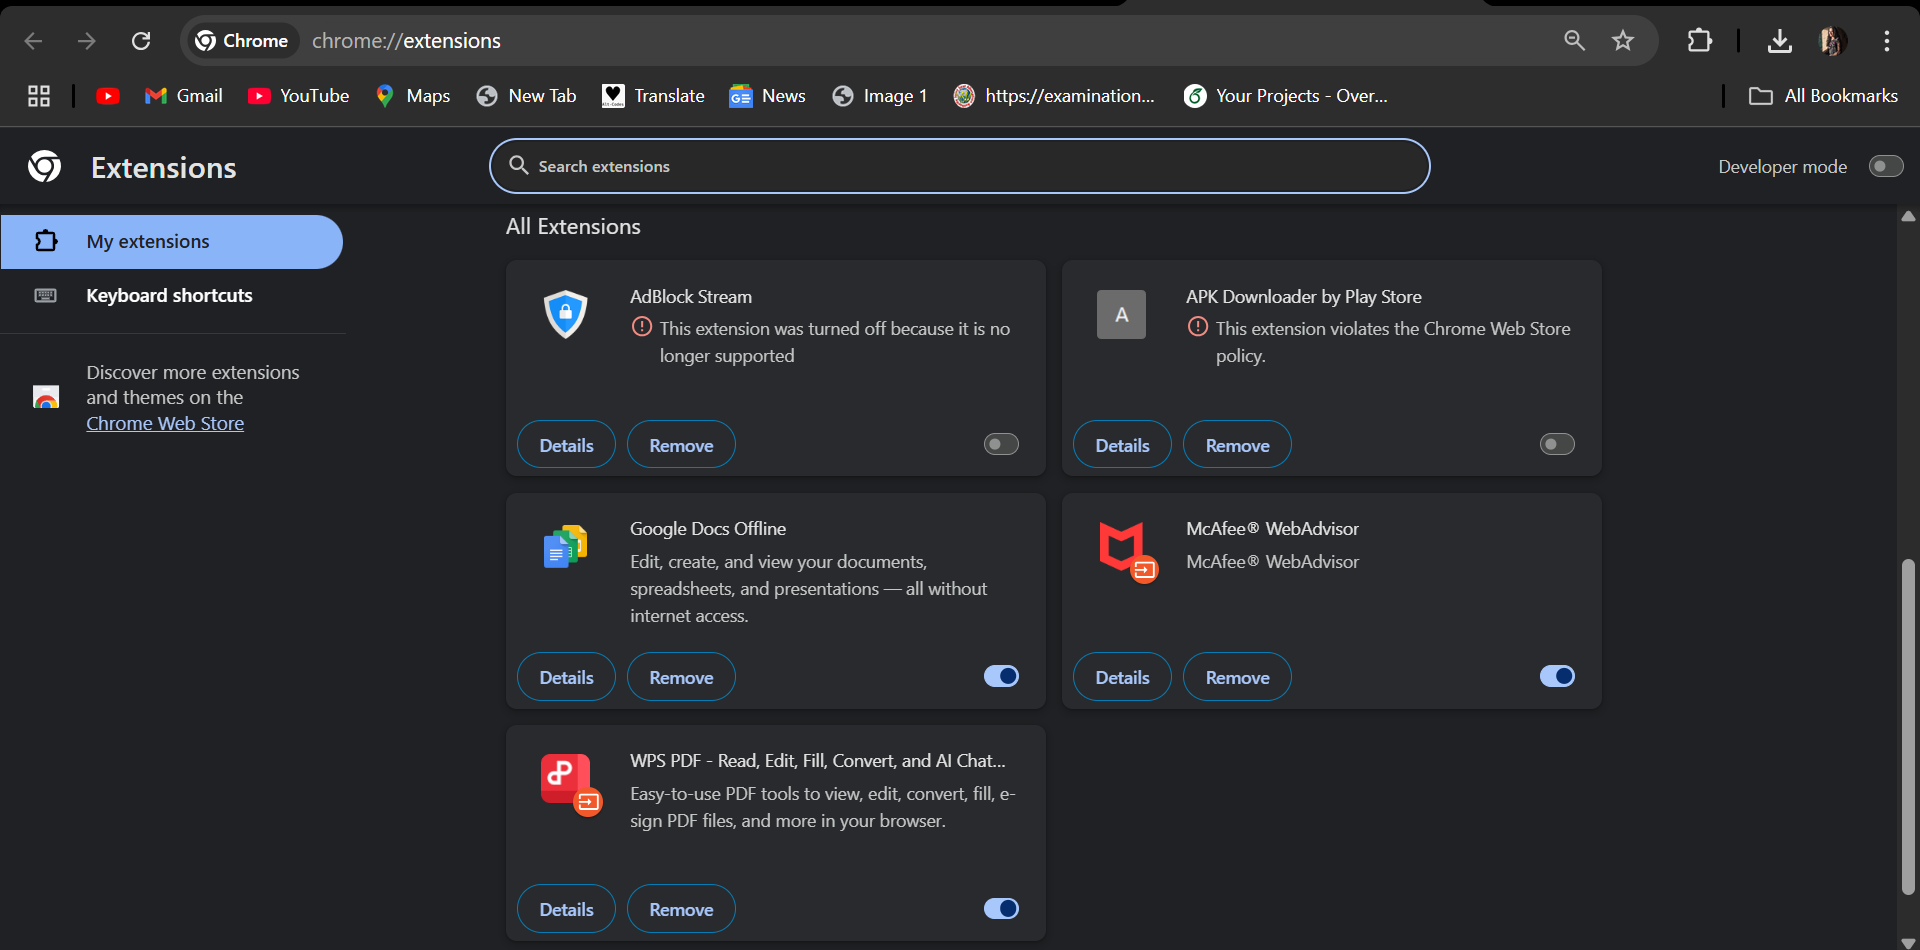 Chrome chrome://extensions
Gmail YouTube Maps New Tab Translate News Image 1 https://examination... Your Projects - Over... All Bookmarks
Extensions
Search extensions
Developer mode
My extensions
Keyboard shortcuts
Discover more extensions
and themes on the
Chrome Web Store
All Extensions
AdBlock Stream
This extension was turned off because it is no
longer supported
Details Remove
A
APK Downloader by Play Store
This extension violates the Chrome Web Store
policy.
Details Remove
Google Docs Offline
Edit, create, and view your documents,
spreadsheets, and presentations — all without
internet access.
Details Remove
McAfee® WebAdvisor
McAfee® WebAdvisor
Details Remove
WPS PDF - Read, Edit, Fill, Convert, and AI Chat...
Easy-to-use PDF tools to view, edit, convert, fill, e-
sign PDF files, and more in your browser.
Details Remove